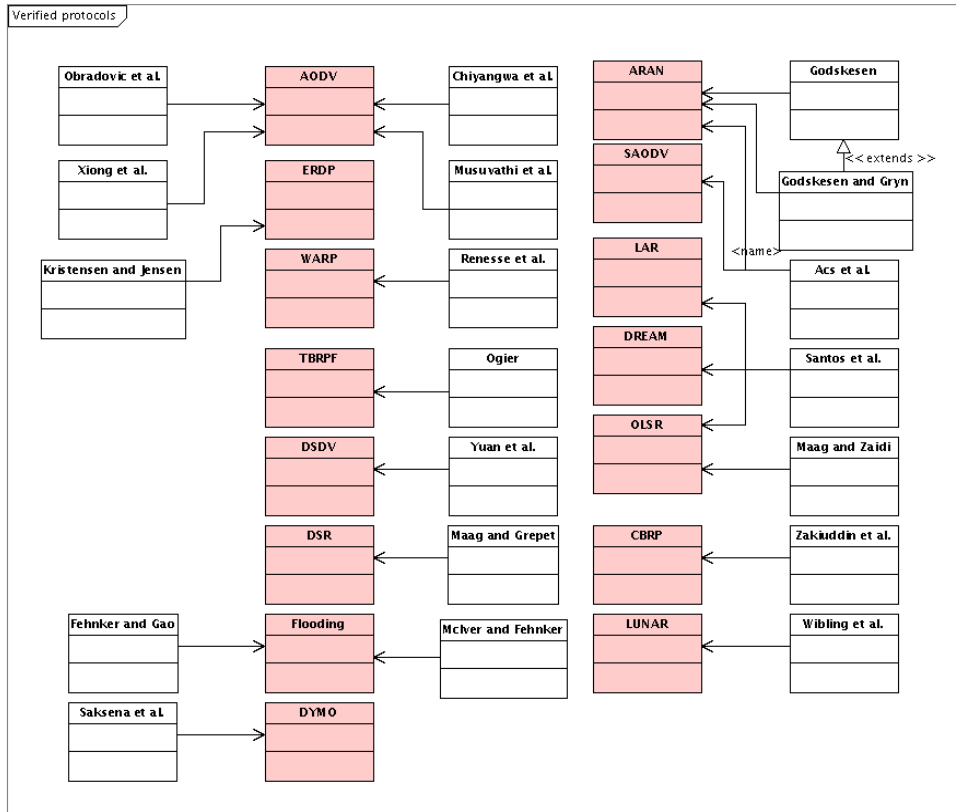 Verified protocols
Obradovic et al.
AODV
Chiyangwa et al.
ARAN
Godskesen
<< extends >>
Xiong et al.
ERDP
Musuvathi et al.
SAODV
Godskesen and Gryn
<name>
Kristensen and Jensen
WARP
Renesse et al.
LAR
Acs et al.
TBRPF
Ogier
DREAM
Santos et al.
DSDV
Yuan et al.
OLSR
Maag and Zaidi
DSR
Maag and Grepet
CBRP
Zakiuddin et al.
Fehnker and Gao
Flooding
McIver and Fehnker
LUNAR
Wibling et al.
Saksena et al.
DYMO